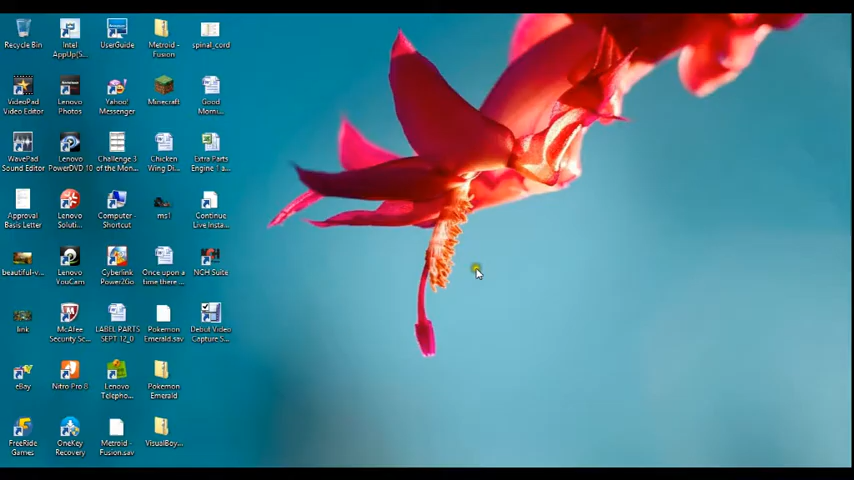 Recycle Bin
Intel
AppUp(S...
UserGuide
Metroid -
Fusion
spinal_cord
VideoPad
Video Editor
Lenovo
Photos
Yahoo!
Messenger
Minecraft
Good
Morni...
WavePad
Sound Editor
Lenovo
PowerDVD 10
Challenge 3
of the Mon...
Chicken
Wing Di...
Extra Parts
Engine 1 a...
Approval
Basis Letter
Lenovo
Soluti...
Computer -
Shortcut
ms1
Continue
Live Insta...
beautiful-v...
Lenovo
YouCam
Cyberlink
Power2Go
Once upon a
time there ...
NCH Suite
link
McAfee
Security Sc...
LABEL PARTS
SEPT 12_0
Pokemon
Emerald.sav
Debut Video
Capture S...
eBay
Nitro Pro 8
Lenovo
Telepho...
Pokemon
Emerald
FreeRide
Games
OneKey
Recovery
Metroid -
Fusion.sav
VisualBoy...